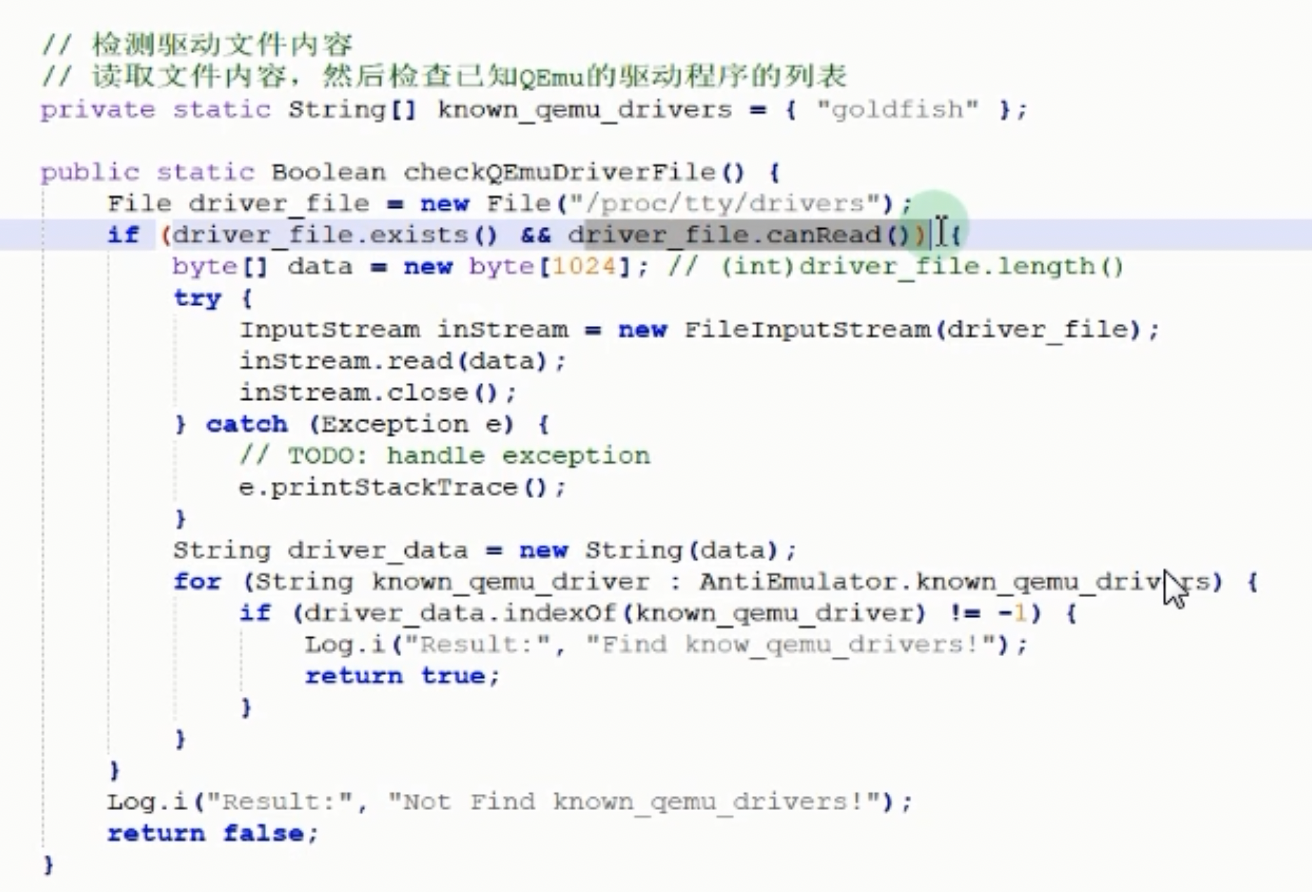 // 检测驱动文件内容
// 读取文件内容，然后检查已知QEmu的驱动程序的列表
private static String[] known_qemu_drivers = { "goldfish" };
public static Boolean checkQEmuDriverFile() {
File driver_file = new File("/proc/tty/drivers");
if (driver_file.exists() && driver_file.canRead()) {
byte[] data = new byte[1024]; // (int)driver_file.length()
try {
InputStream inStream = new FileInputStream(driver_file);
inStream.read(data);
inStream.close();
} catch (Exception e) {
// TODO: handle exception
e.printStackTrace();
}
String driver_data = new String(data);
for (String known_qemu_driver : AntiEmulator.known_qemu_drivers) {
if (driver_data.indexOf(known_qemu_driver) != -1) {
Log.i("Result:", "Find know_qemu_drivers!");
return true;
}
}
}
Log.i("Result:", "Not Find known_qemu_drivers!");
return false;
}